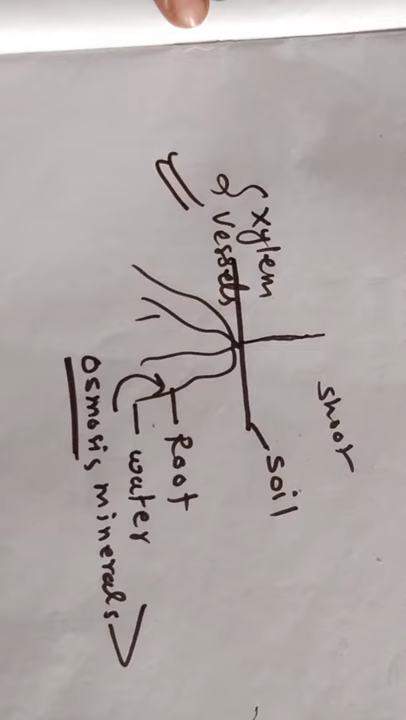 shoot
soil
{ xylem
& vessels
Root
water
osmosis minerals